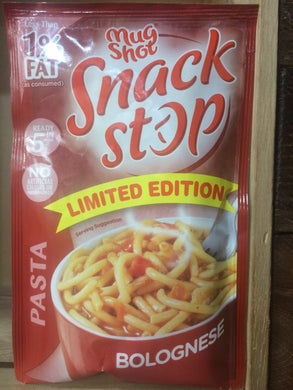 Less Than
1%
FAT
(as consumed)
mug
Shot
Snack
stop
READY
5
NO
ARTIFICIAL
LIMITED EDITION
Serving Suggestion
PASTA
BOLOGNESE